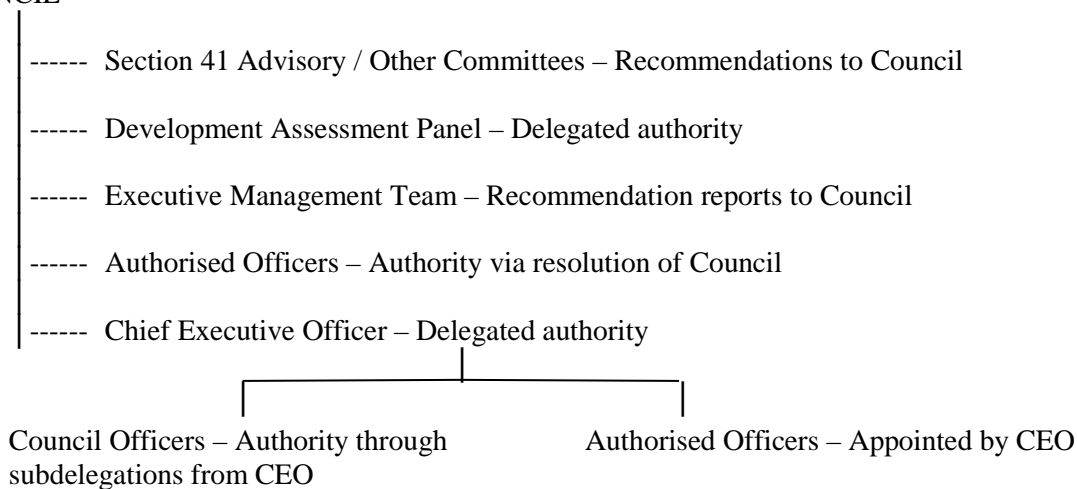 ------ Section 41 Advisory / Other Committees – Recommendations to Council
------ Development Assessment Panel – Delegated authority
------ Executive Management Team – Recommendation reports to Council
------ Authorised Officers – Authority via resolution of Council
------ Chief Executive Officer – Delegated authority
Council Officers – Authority through
subdelegations from CEO
Authorised Officers – Appointed by CEO